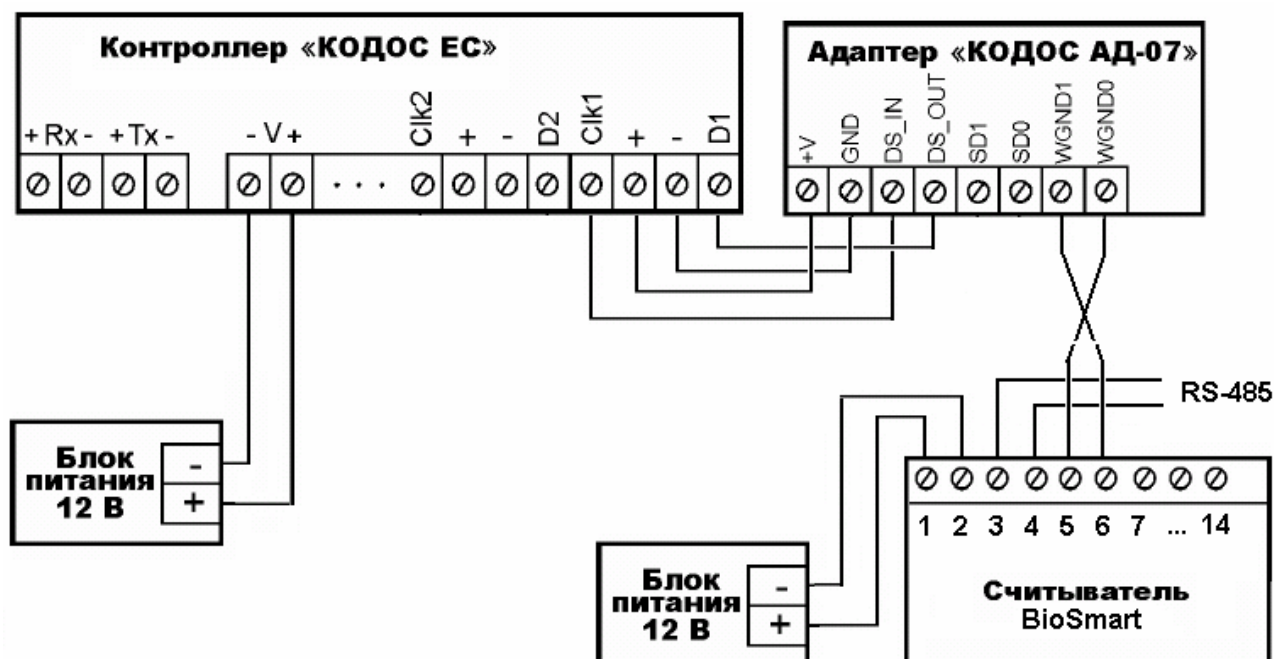 Контроллер «КОДОС ЕС»
+ Rx - + Tx - - V + Clk2 + - D2 Clk1 + - D1
. . .
Адаптер «КОДОС АД-07»
+V GND DS_IN DS_OUT SD1 SD0 WGND1 WGND0
RS-485
Блок
питания
12 В
-
+
1 2 3 4 5 6 7 ... 14
Считыватель
BioSmart
Блок
питания
12 В
-
+